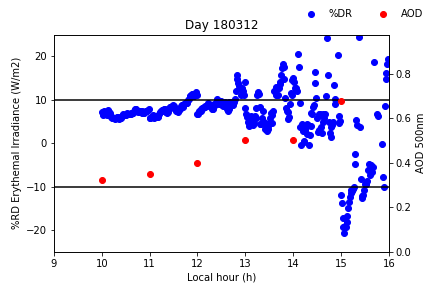 %DR AOD
Day 180312
%RD Erythemal Irradiance (W/m2)
20
10
0
−10
−20
0.8
0.6
0.4
0.2
0.0
AOD 500nm
9 10 11 12 13 14 15 16
Local hour (h)